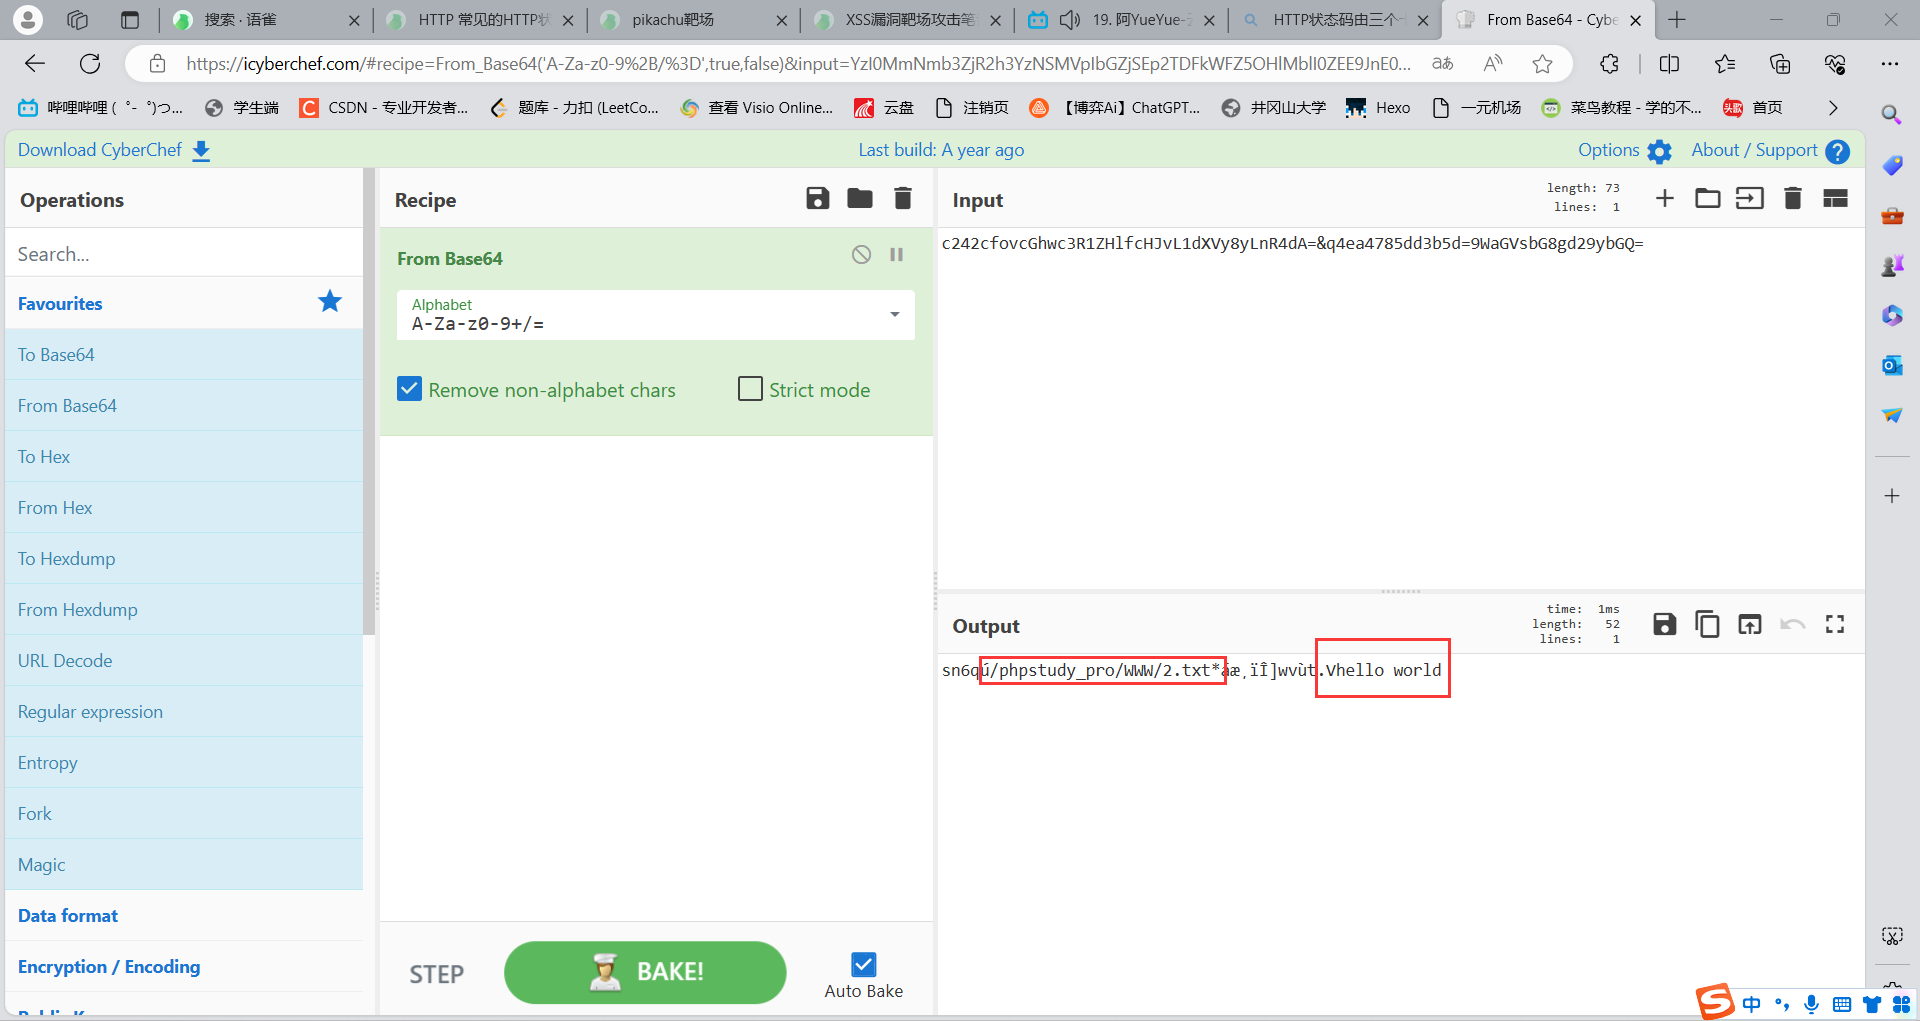 搜索 · 语雀
HTTP 常见的HTTP状
pikachu靶场
XSS漏洞靶场攻击笔
19. 阿YueYue-
HTTP状态码由三个十
From Base64 - Cybe
https://icyberchef.com/#recipe=From_Base64('A-Za-z0-9%2B/%3D',true,false)&input=YzI0MmNmb3ZjR2h3YzNSMVpIbGZjSEp2TDFkWFZ5OHlMblI0ZEE9JnE0...
哔哩哔哩 (゜-゜)つ...
学生端
CSDN - 专业开发者...
题库 - 力扣 (LeetCo...
查看 Visio Online...
云盘
注销页
【博弈Ai】ChatGPT...
井冈山大学
Hexo
一元机场
菜鸟教程 - 学的不...
首页
Download CyberChef
Last build: A year ago
Options
About / Support
Operations
Recipe
Input
length: 73
lines: 1
Search...
From Base64
c242cfovcGhwc3R1ZHlfcHJvL1dXVy8yLnR4dA=&q4ea4785dd3b5d=9WaGVsbG8gd29ybGQ=
Favourites
Alphabet
A-Za-z0-9+/=
To Base64
Remove non-alphabet chars
Strict mode
From Base64
To Hex
From Hex
To Hexdump
From Hexdump
Output
time: 1ms
length: 52
lines: 1
URL Decode
sn6qú/phpstudy_pro/WWW/2.txt*áæ¸ïÎ]wvùt.Vhello world
Regular expression
Entropy
Fork
Magic
Data format
Encryption / Encoding
STEP
BAKE!
Auto Bake
中